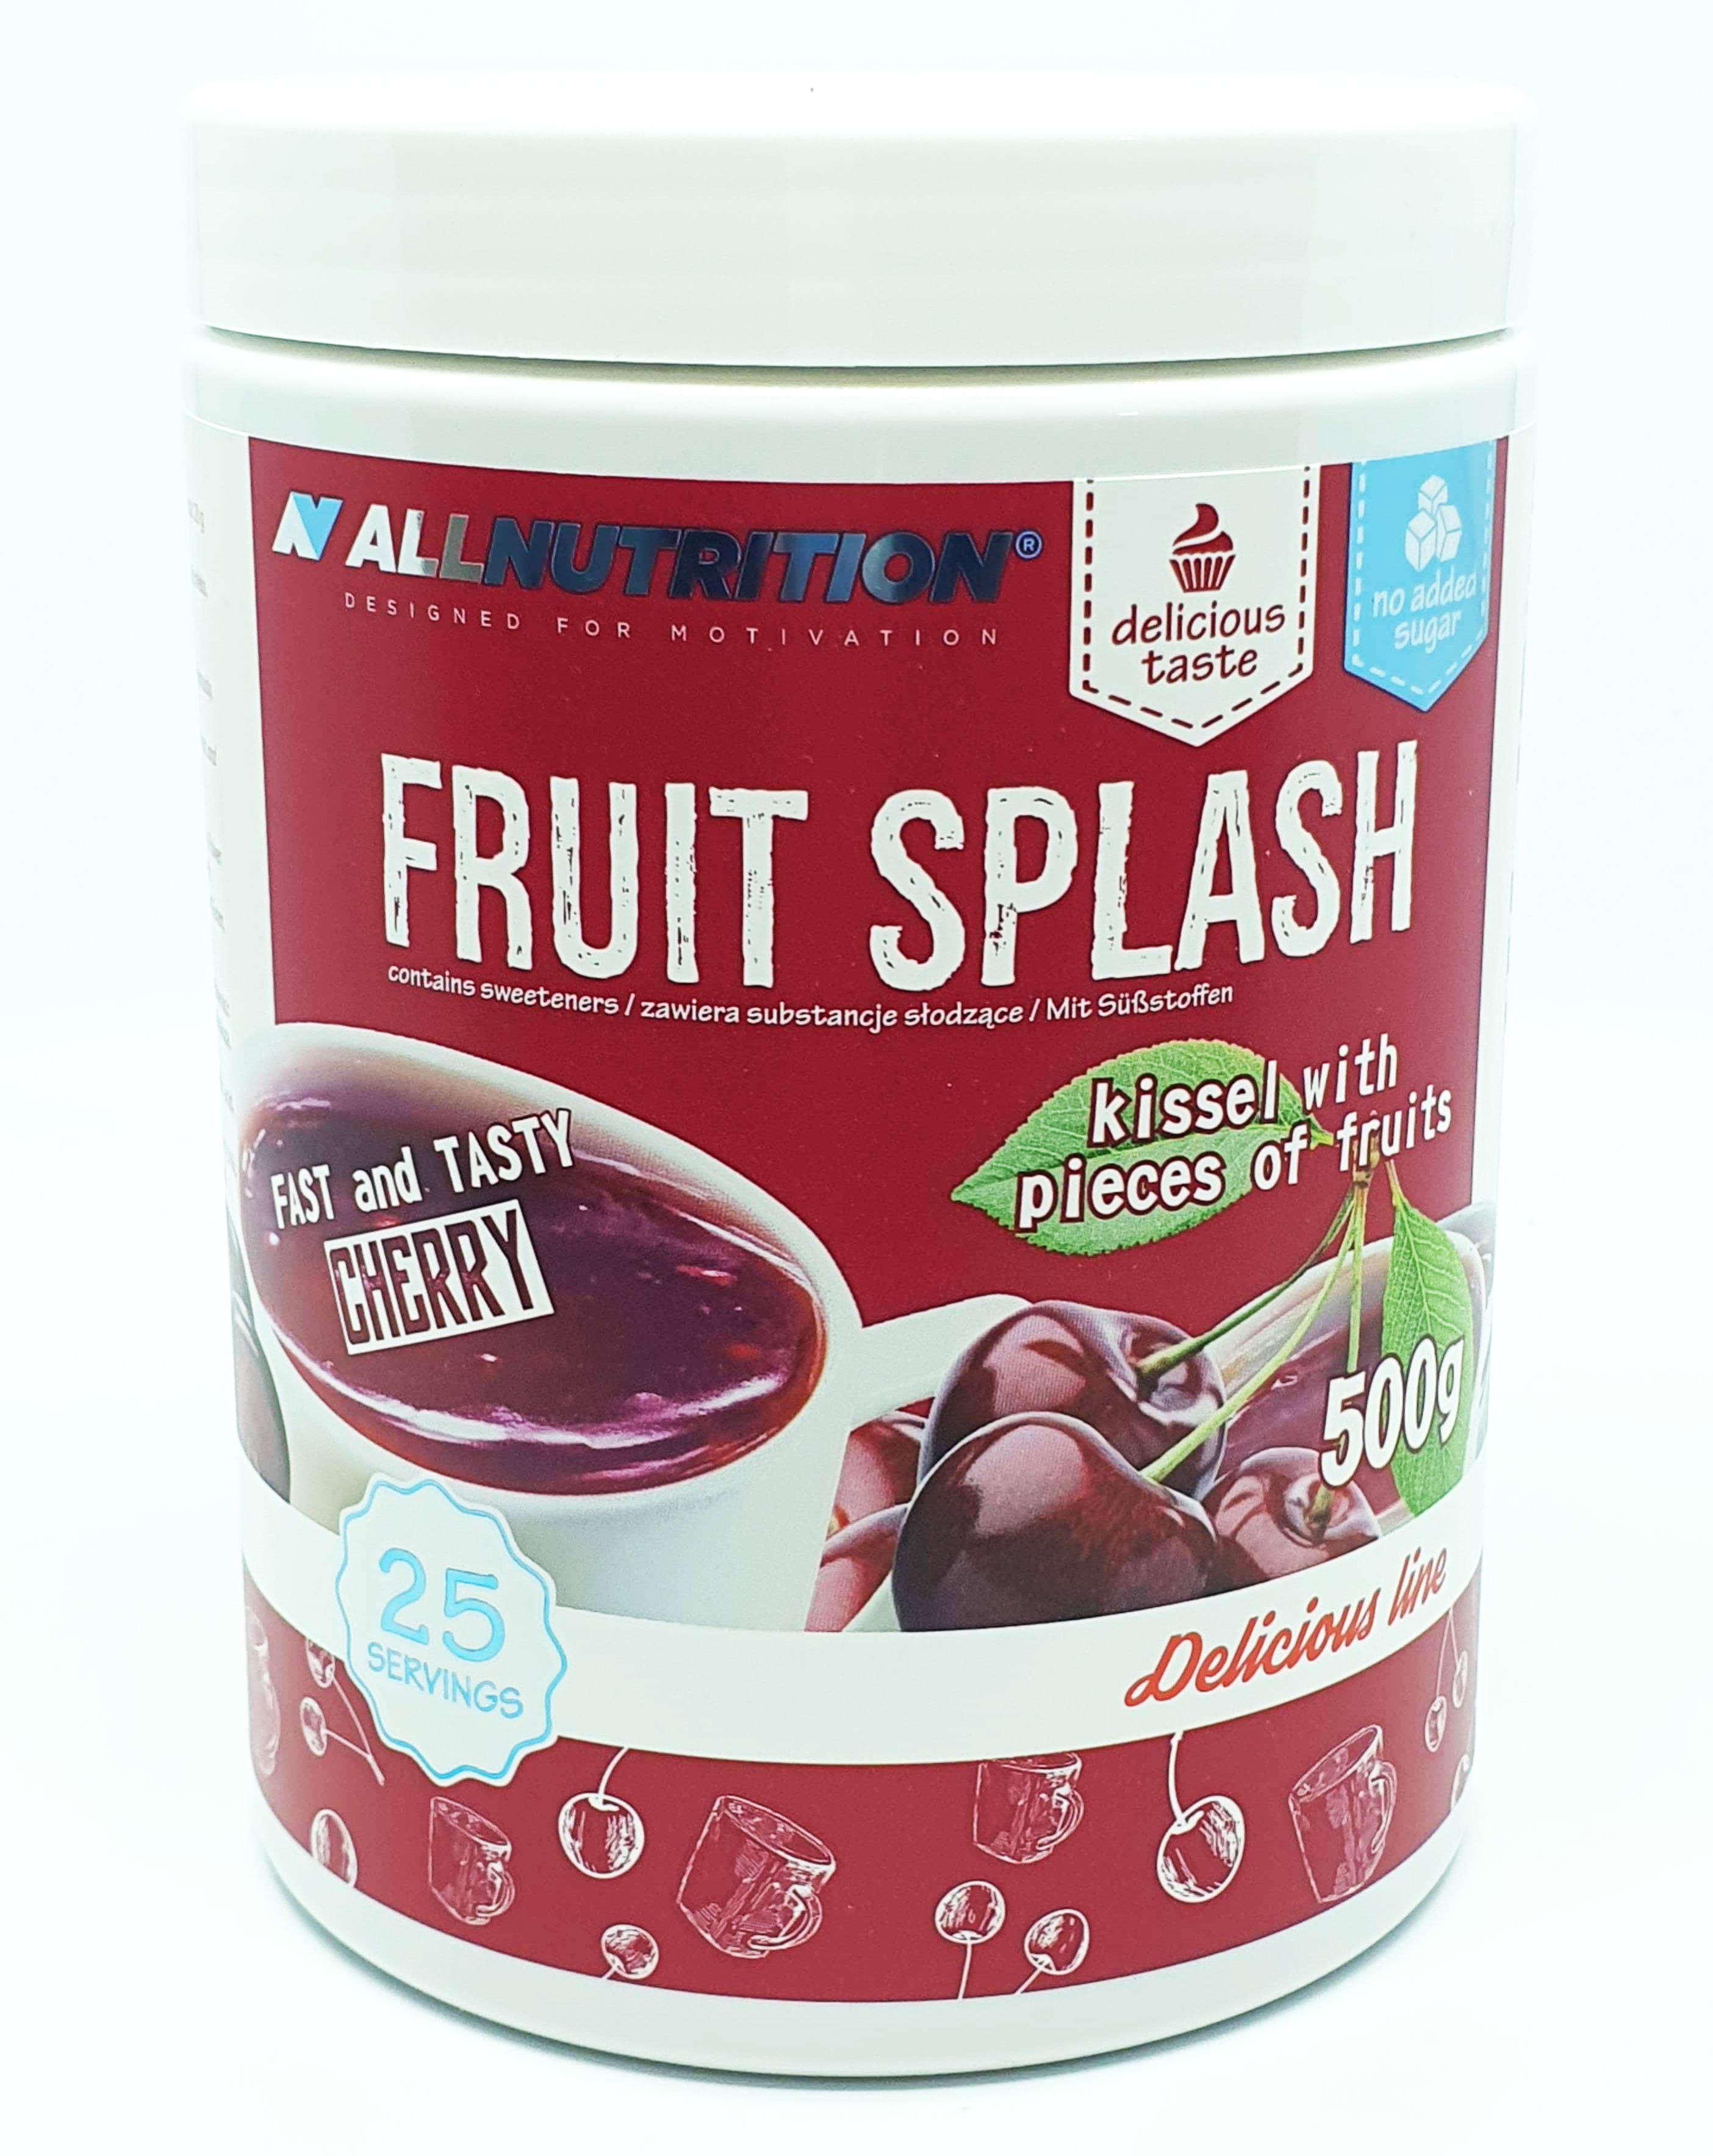 ALLNUTRITION®
DESIGNED FOR MOTIVATION
delicious
taste
no added
sugar
FRUIT SPLASH
contains sweeteners / zawiera substancje słodzące / Mit Süßstoffen
kissel with
pieces of fruits
FAST and TASTY
CHERRY
500g
25
SERVINGS
Delicious line